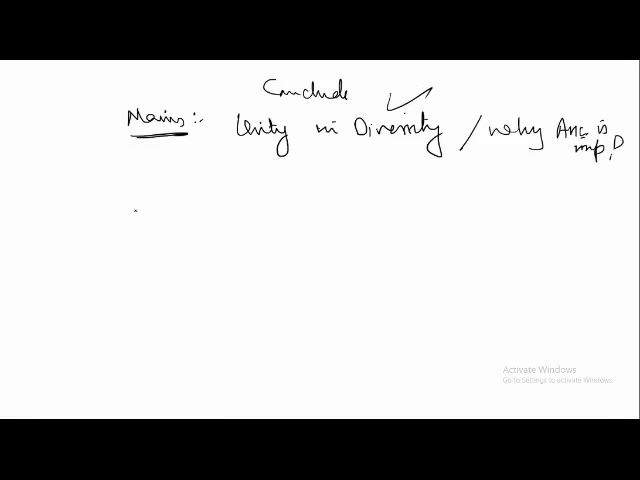 Conclude
Mains:- Unity in Diversity / why Anc is
imp,
Activate Windows
Go to Settings to activate Windows.